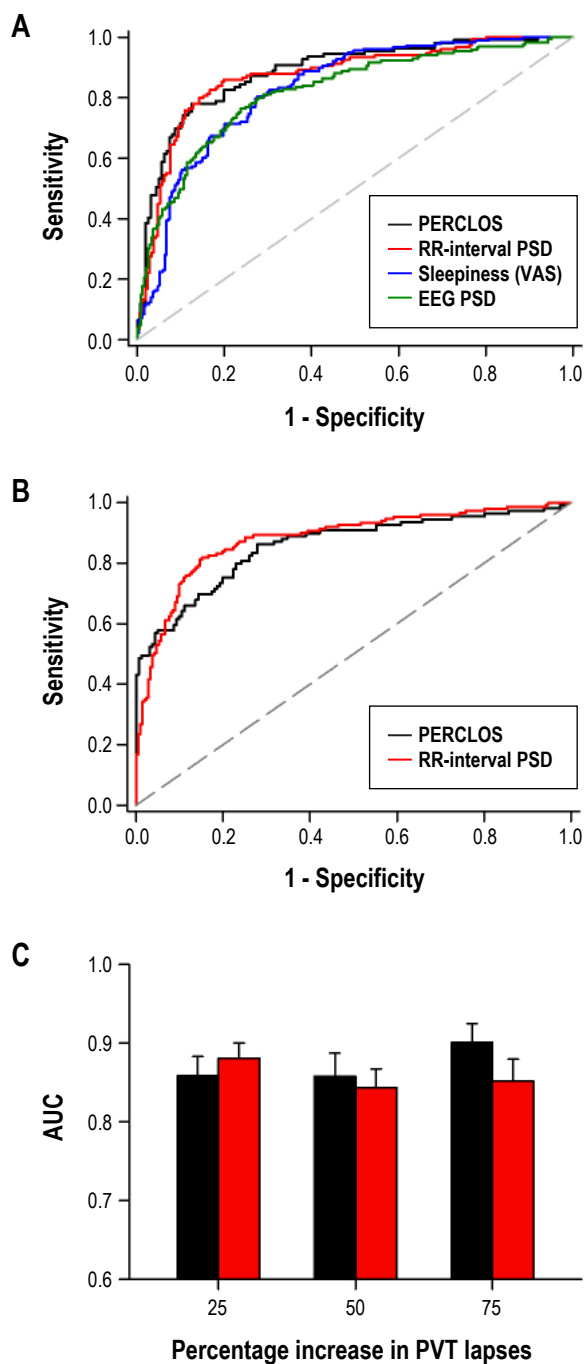 A
1.0
0.8
0.6
0.4
0.2
0.0
Sensitivity
PERCLOS
RR-interval PSD
Sleepiness (VAS)
EEG PSD
0.0 0.2 0.4 0.6 0.8 1.0
1 - Specificity
B
1.0
0.8
0.6
0.4
0.2
0.0
Sensitivity
PERCLOS
RR-interval PSD
0.0 0.2 0.4 0.6 0.8 1.0
1 - Specificity
C
1.0
0.9
0.8
0.7
0.6
AUC
25 50 75
Percentage increase in PVT lapses